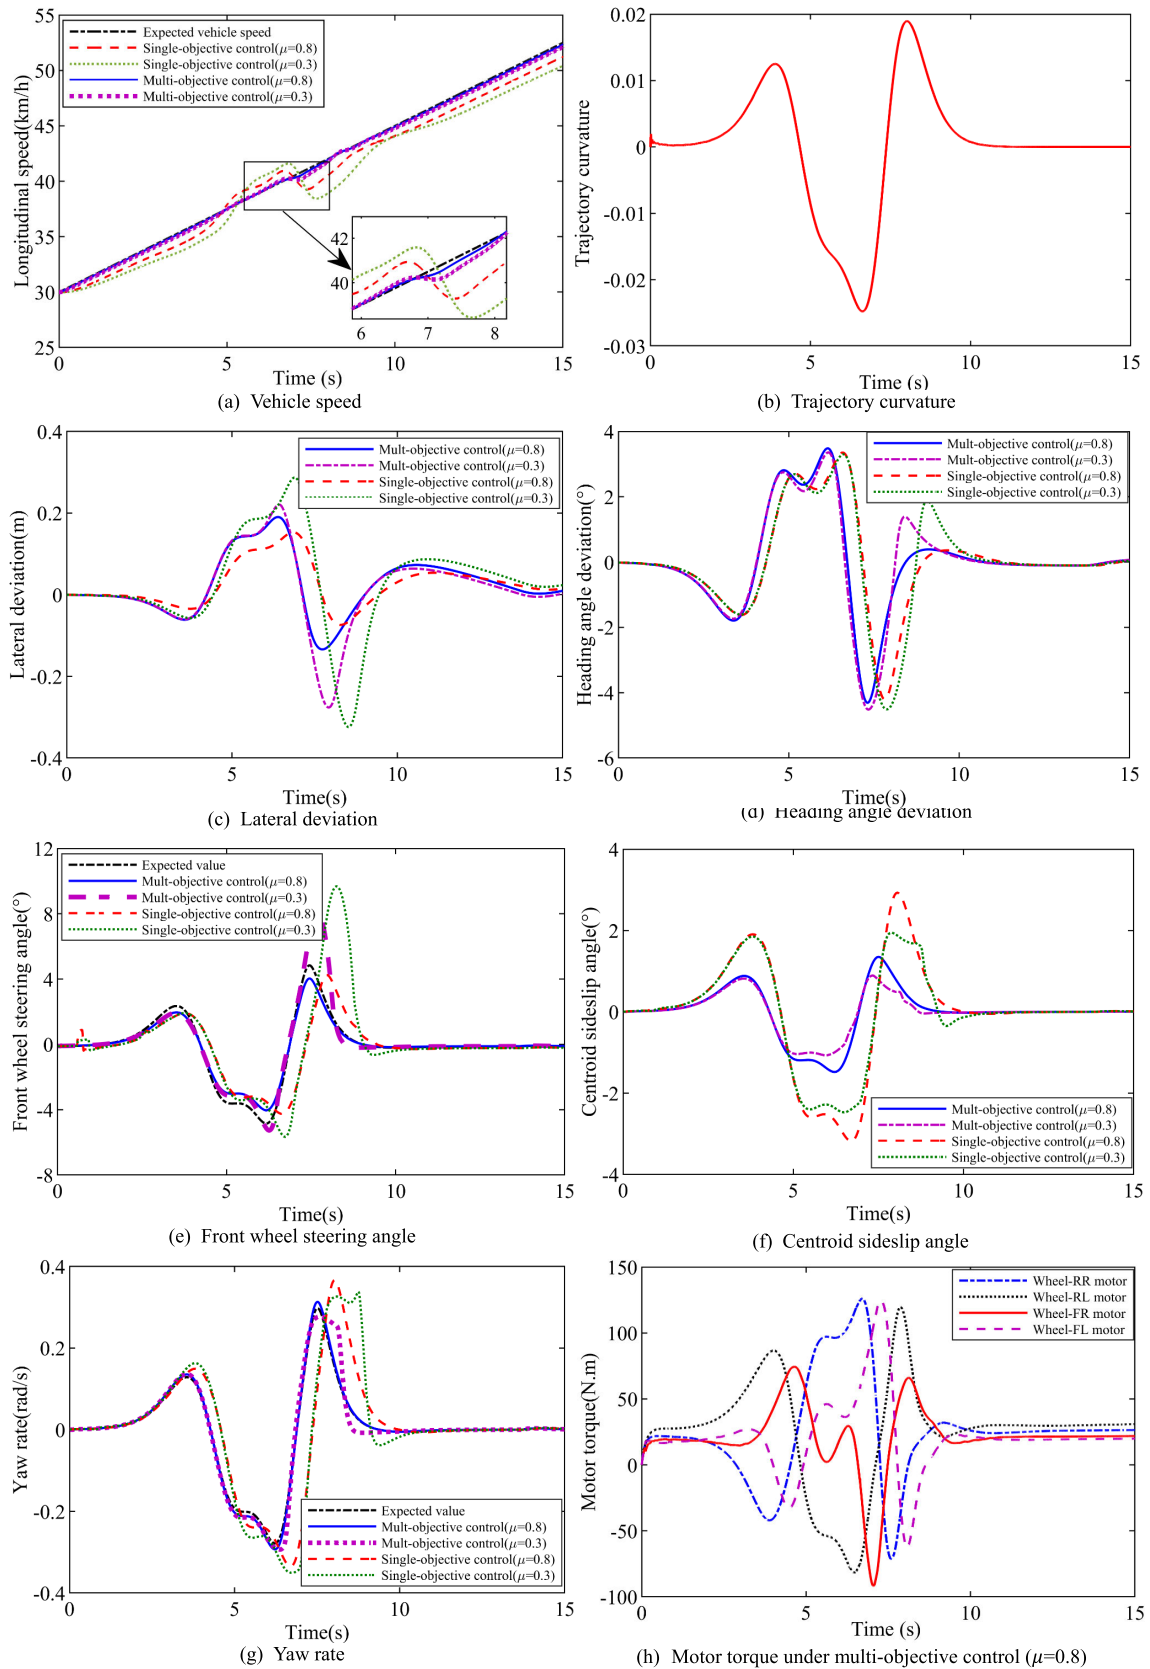 55
50
45
40
35
30
25
Longitudinal speed(km/h)
Expected vehicle speed
Single-objective control(μ=0.8)
Single-objective control(μ=0.3)
Multi-objective control(μ=0.8)
Multi-objective control(μ=0.3)
42
40
6 7 8
0 5 10 15
Time (s)
(a) Vehicle speed
0.02
0.01
0
-0.01
-0.02
-0.03
Trajectory curvature
0 5 10 15
Time (s)
(b) Trajectory curvature
0.4
0.2
0
-0.2
-0.4
Lateral deviation(m)
Mult-objective control(μ=0.8)
Mult-objective control(μ=0.3)
Single-objective control(μ=0.8)
Single-objective control(μ=0.3)
0 5 10 15
Time(s)
(c) Lateral deviation
4
2
0
-2
-4
-6
Heading angle deviation(°)
Mult-objective control(μ=0.8)
Mult-objective control(μ=0.3)
Single-objective control(μ=0.8)
Single-objective control(μ=0.3)
0 5 10 15
Time(s)
(d) Heading angle deviation
12
8
4
0
-4
-8
Front wheel steering angle(°)
Expected value
Mult-objective control(μ=0.8)
Mult-objective control(μ=0.3)
Single-objective control(μ=0.8)
Single-objective control(μ=0.3)
0 5 10 15
Time(s)
(e) Front wheel steering angle
4
2
0
-2
-4
Centroid sideslip angle(°)
Mult-objective control(μ=0.8)
Mult-objective control(μ=0.3)
Single-objective control(μ=0.8)
Single-objective control(μ=0.3)
0 5 10 15
Time(s)
(f) Centroid sideslip angle
0.4
0.2
0
-0.2
-0.4
Yaw rate(rad/s)
Expected value
Mult-objective control(μ=0.8)
Mult-objective control(μ=0.3)
Single-objective control(μ=0.8)
Single-objective control(μ=0.3)
0 5 10 15
Time(s)
(g) Yaw rate
150
100
50
0
-50
-100
Motor torque(N.m)
Wheel-RR motor
Wheel-RL motor
Wheel-FR motor
Wheel-FL motor
0 5 10 15
Time (s)
(h) Motor torque under multi-objective control (μ=0.8)